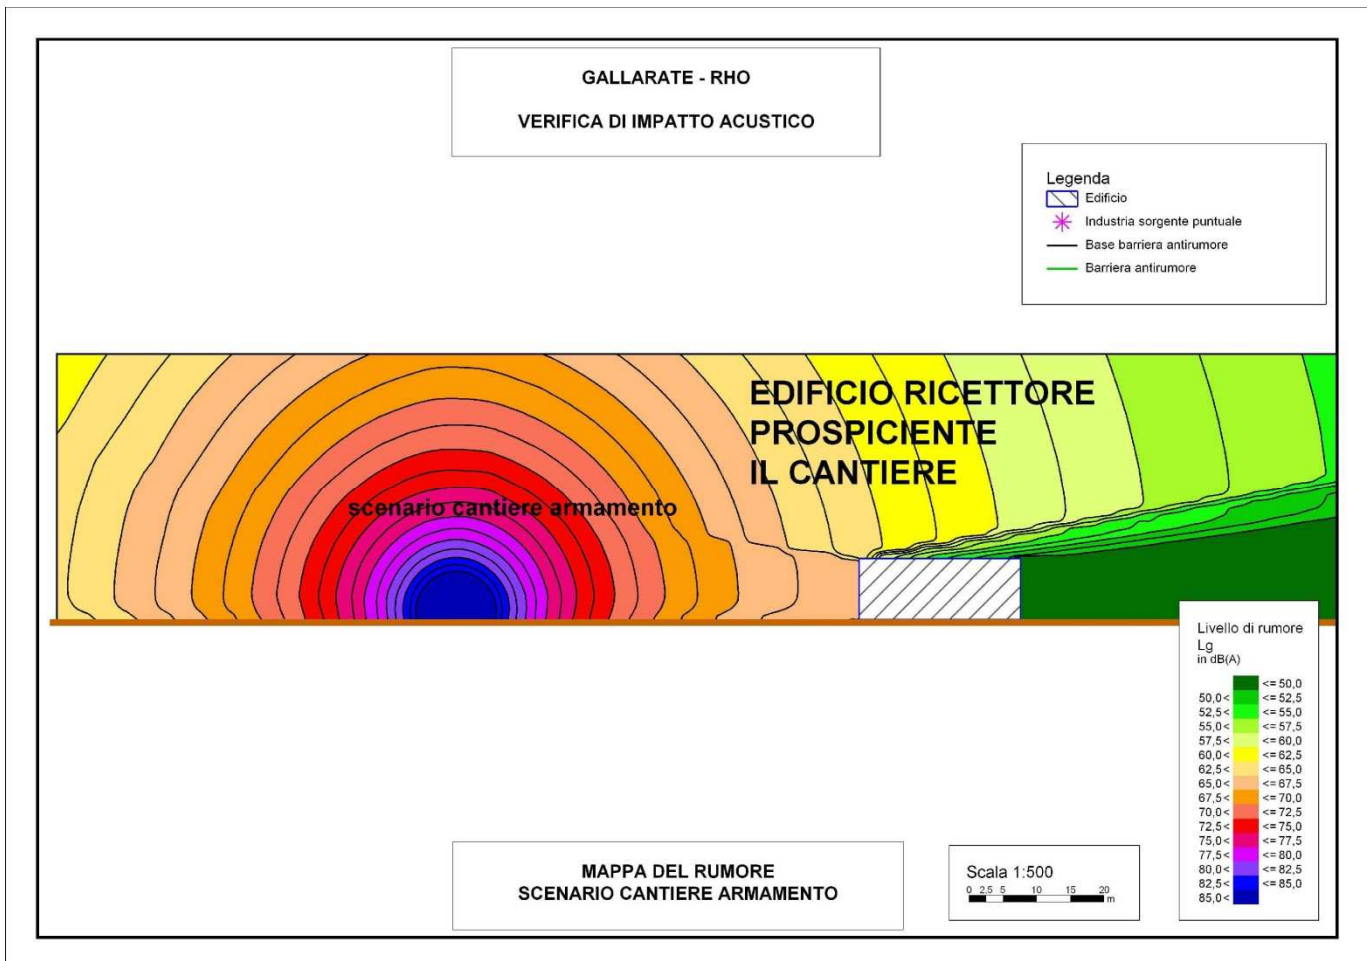 GALLARATE - RHO
VERIFICA DI IMPATTO ACUSTICO
Legenda
Edificio
Industria sorgente puntuale
Base barriera antirumore
Barriera antirumore
EDIFICIO RICETTORE
PROSPICIENTE
IL CANTIERE
scenario cantiere armamento
Livello di rumore
Lg
in dB(A)
<= 50,0
50,0 < <= 52,5
52,5 < <= 55,0
55,0 < <= 57,5
57,5 < <= 60,0
60,0 < <= 62,5
62,5 < <= 65,0
65,0 < <= 67,5
67,5 < <= 70,0
70,0 < <= 72,5
72,5 < <= 75,0
75,0 < <= 77,5
77,5 < <= 80,0
80,0 < <= 82,5
82,5 < <= 85,0
85,0 <
MAPPA DEL RUMORE
SCENARIO CANTIERE ARMAMENTO
Scala 1:500
0 2,5 5 10 15 20
m